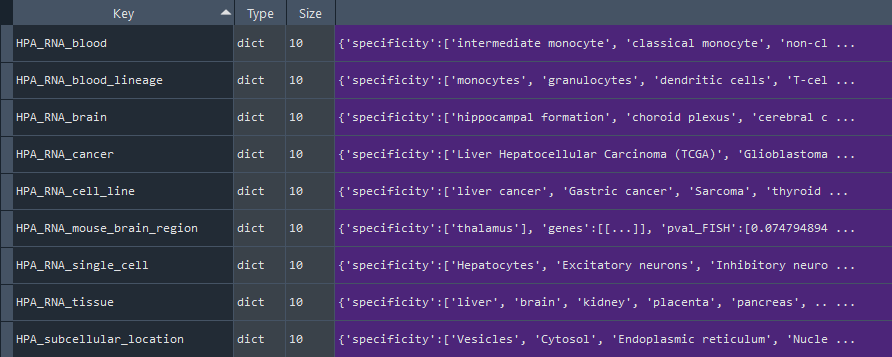 Key Type Size
HPA_RNA_blood dict 10 {'specificity':['intermediate monocyte', 'classical monocyte', 'non-cl ...
HPA_RNA_blood_lineage dict 10 {'specificity':['monocytes', 'granulocytes', 'dendritic cells', 'T-cel ...
HPA_RNA_brain dict 10 {'specificity':['hippocampal formation', 'choroid plexus', 'cerebral c ...
HPA_RNA_cancer dict 10 {'specificity':['Liver Hepatocellular Carcinoma (TCGA)', 'Glioblastoma ...
HPA_RNA_cell_line dict 10 {'specificity':['liver cancer', 'Gastric cancer', 'Sarcoma', 'thyroid ...
HPA_RNA_mouse_brain_region dict 10 {'specificity':['thalamus'], 'genes':[[...]], 'pval_FISH':[0.074794894 ...
HPA_RNA_single_cell dict 10 {'specificity':['Hepatocytes', 'Excitatory neurons', 'Inhibitory neuro ...
HPA_RNA_tissue dict 10 {'specificity':['liver', 'brain', 'kidney', 'placenta', 'pancreas', .. ...
HPA_subcellular_location dict 10 {'specificity':['Vesicles', 'Cytosol', 'Endoplasmic reticulum', 'Nucle ...